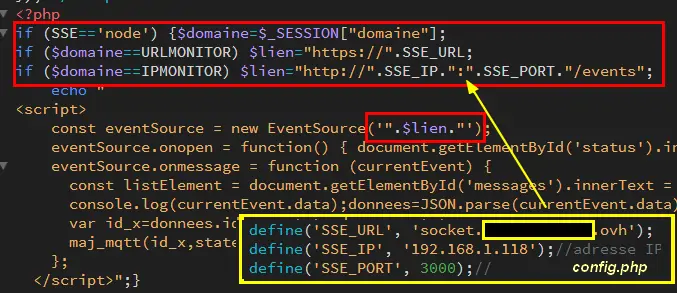 <?php
if (SSE=='node') {$domaine=$_SESSION["domaine"];
if ($domaine==URLMONITOR) $lien="https://".SSE_URL;
if ($domaine==IPMONITOR) $lien="http://".SSE_IP.":".SSE_PORT."/events";
echo "
<script>
const eventSource = new EventSource('".$lien."');
eventSource.onopen = function() { document.getElementById('status').in
eventSource.onmessage = function (currentEvent) {
const listElement = document.getElementById('messages').innerText =
console.log(currentEvent.data);donnees=JSON.parse(currentEvent.data)
var id_x=donnees.id
maj_mqtt(id_x,state
};
</script>";}
define('SSE_URL', 'socket. .ovh');
define('SSE_IP', '192.168.1.118');//adresse IP
define('SSE_PORT', 3000);//
config.php